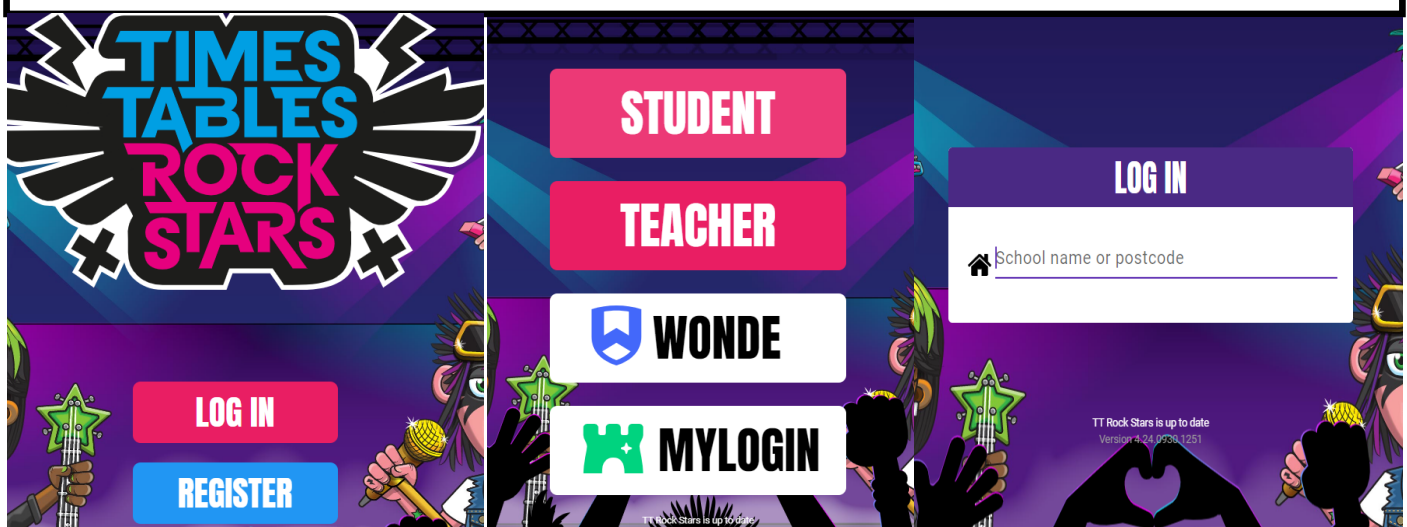 TIMES
TABLES
ROCK
STARS
LOG IN
REGISTER
STUDENT
TEACHER
WONDE
MYLOGIN
TT Rock Stars is up to date
LOG IN
School name or postcode
TT Rock Stars is up to date
Version 4.24.0930.1251